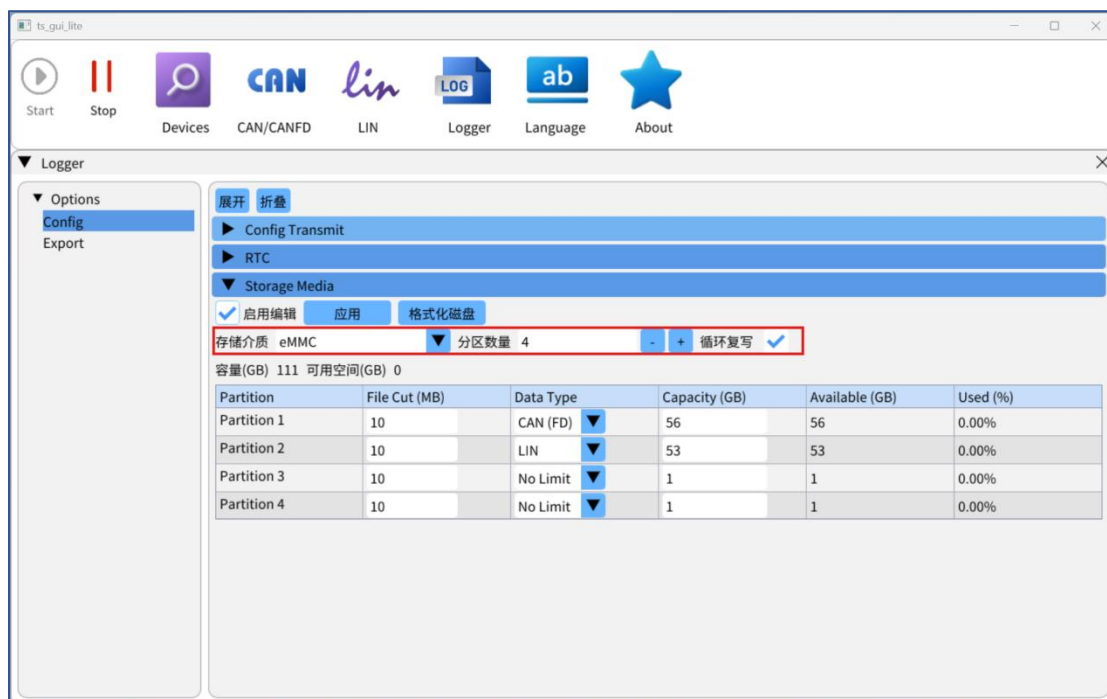 ts_gui_lite
CAN lin LOG ab
Start Stop Devices CAN/CANFD LIN Logger Language About
Logger
Options
Config
Export
展开 折叠
Config Transmit
RTC
Storage Media
启用编辑 应用 格式化磁盘
存储介质 eMMC 分区数量 4 - + 循环复写
容量(GB) 111 可用空间(GB) 0
Partition File Cut (MB) Data Type Capacity (GB) Available (GB) Used (%)
Partition 1 10 CAN (FD) 56 56 0.00%
Partition 2 10 LIN 53 53 0.00%
Partition 3 10 No Limit 1 1 0.00%
Partition 4 10 No Limit 1 1 0.00%